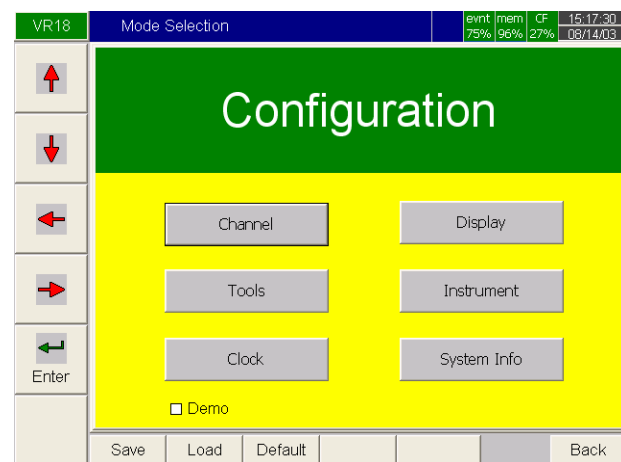 VR18 Mode Selection evnt mem CF 15:17:30
75% 96% 27% 08/14/03
Configuration
Channel Display
Tools Instrument
Clock System Info
Enter
Demo
Save Load Default Back